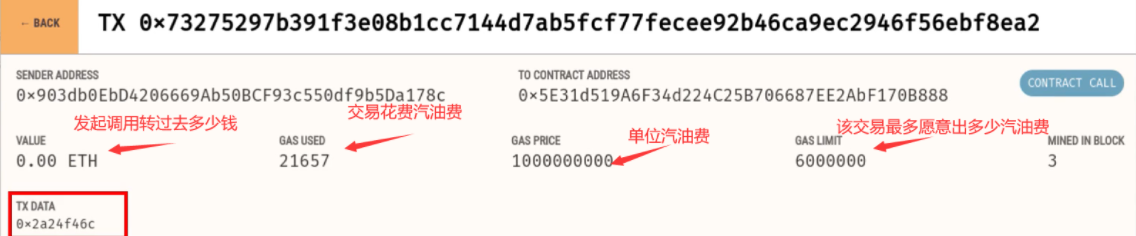 ← BACK
TX 0×73275297b391f3e08b1cc7144d7ab5fcf77fecee92b46ca9ec2946f56ebf8ea2
SENDER ADDRESS
0×903db0EbD4206669Ab50BCF93c550df9b5Da178c
TO CONTRACT ADDRESS
0×5E31d519A6F34d224C25B706687EE2AbF170B888
CONTRACT CALL
发起调用转过去多少钱
交易花费汽油费
单位汽油费
该交易最多愿意出多少汽油费
VALUE
0.00 ETH
GAS USED
21657
GAS PRICE
1000000000
GAS LIMIT
6000000
MINED IN BLOCK
3
TX DATA
0×2a24f46c